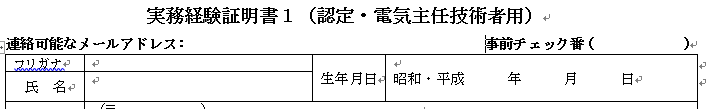 実務経験証明書１（認定・電気主任技術者用）
連絡可能なメールアドレス： 事前チェック番（ ）
フリガナ
氏 名 生年月日 昭和・平成 年 月 日
（〒 ）